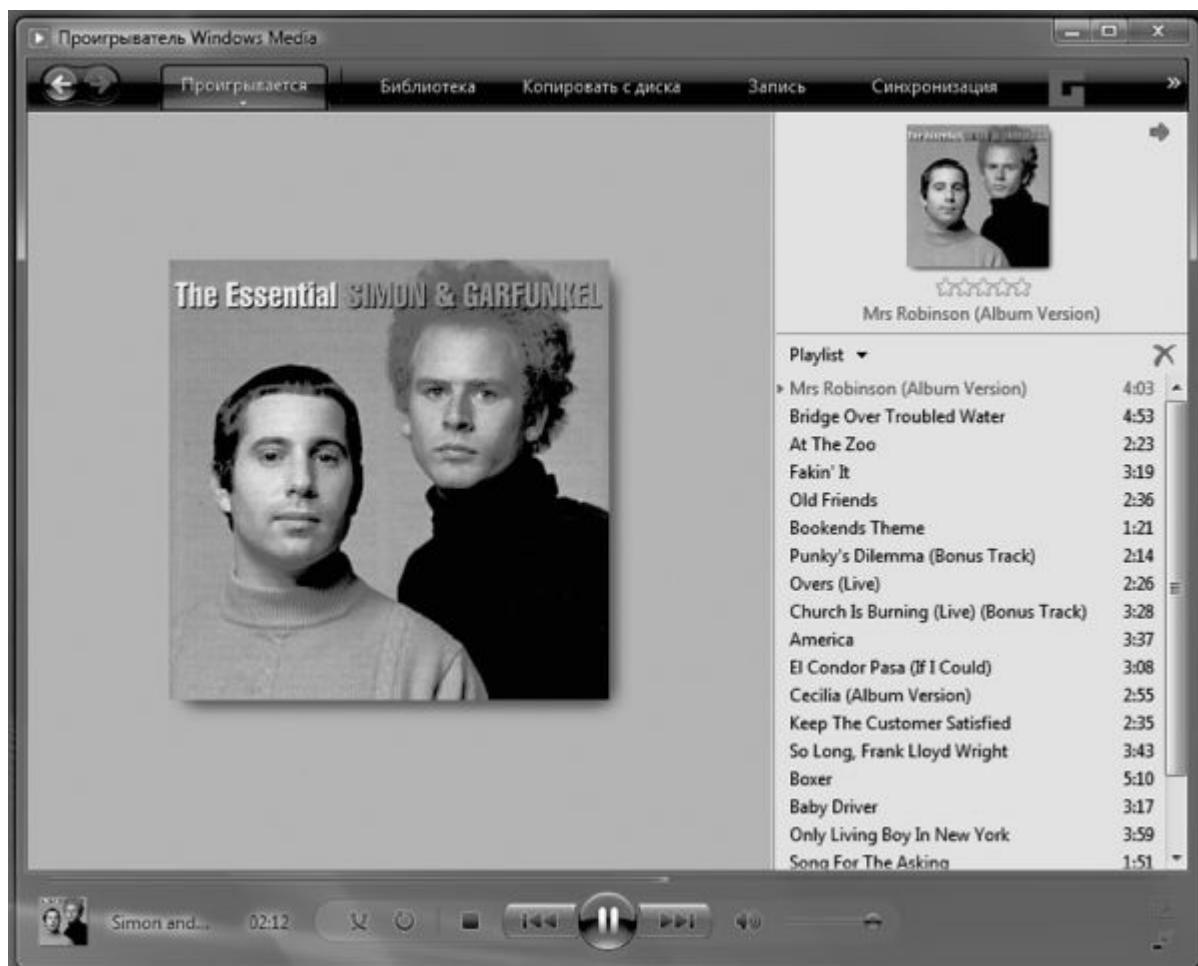 Проигрыватель Windows Media
Проигрывается
Библиотека
Копировать с диска
Запись
Синхронизация
»
The Essential SIMON & GARFUNKEL
The Essential SIMON & GARFUNKEL
Mrs Robinson (Album Version)
Playlist
Mrs Robinson (Album Version) 4:03
Bridge Over Troubled Water 4:53
At The Zoo 2:23
Fakin' It 3:19
Old Friends 2:36
Bookends Theme 1:21
Punky's Dilemma (Bonus Track) 2:14
Overs (Live) 2:26
Church Is Burning (Live) (Bonus Track) 3:28
America 3:37
El Condor Pasa (If I Could) 3:08
Cecilia (Album Version) 2:55
Keep The Customer Satisfied 2:35
So Long, Frank Lloyd Wright 3:43
Boxer 5:10
Baby Driver 3:17
Only Living Boy In New York 3:59
Song For The Asking 1:51
Simon and... 02:12